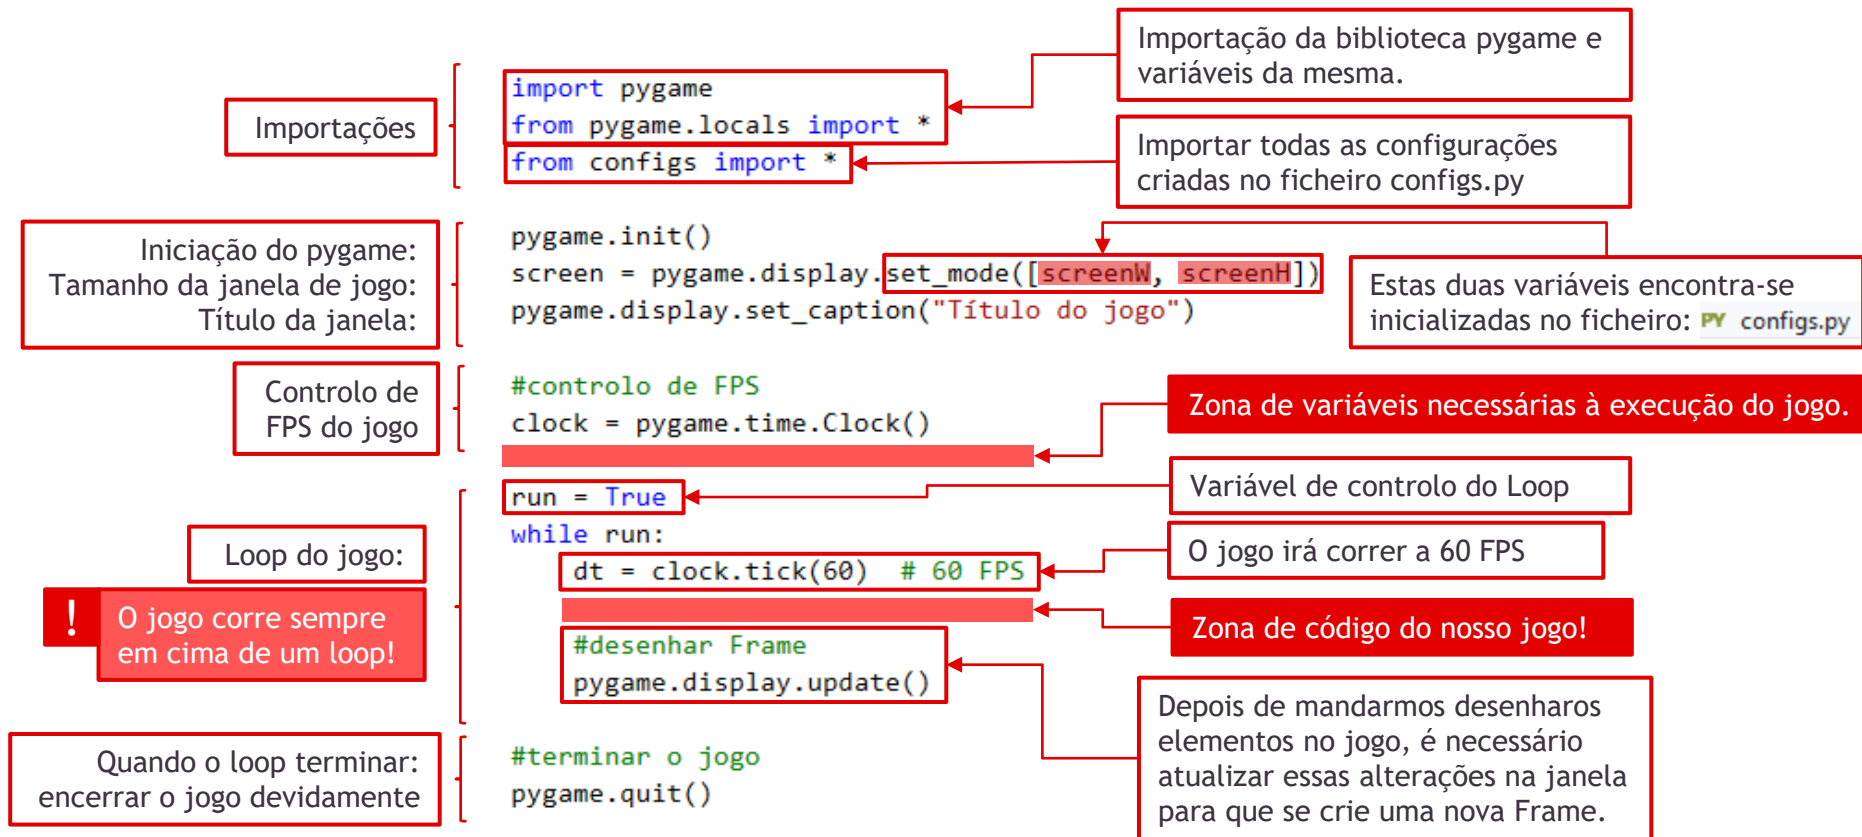 Importações
import pygame
from pygame.locals import *
from configs import *
Importação da biblioteca pygame e
variáveis da mesma.
Importar todas as configurações
criadas no ficheiro configs.py
Iniciação do pygame:
Tamanho da janela de jogo:
Título da janela:
pygame.init()
screen = pygame.display.set_mode([screenW, screenH])
pygame.display.set_caption("Título do jogo")
Estas duas variáveis encontra-se
inicializadas no ficheiro: PY configs.py
Controlo de
FPS do jogo
#controlo de FPS
clock = pygame.time.Clock()
Zona de variáveis necessárias à execução do jogo.
Loop do jogo:
! O jogo corre sempre
em cima de um loop!
run = True
while run:
dt = clock.tick(60)  # 60 FPS
#desenhar Frame
pygame.display.update()
Variável de controlo do Loop
O jogo irá correr a 60 FPS
Zona de código do nosso jogo!
Depois de mandarmos desenharos
elementos no jogo, é necessário
atualizar essas alterações na janela
para que se crie uma nova Frame.
Quando o loop terminar:
encerrar o jogo devidamente
#terminar o jogo
pygame.quit()